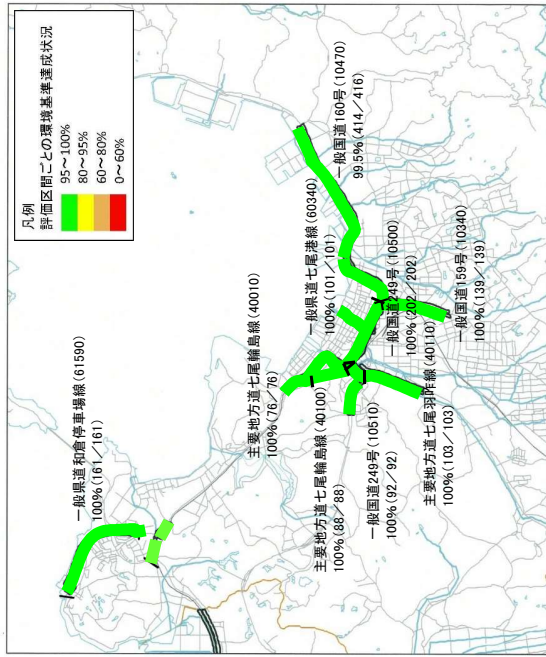 凡例
評価区間ごとの環境基準達成状況
95～100%
80～95%
60～80%
0～60%
一般県道和倉停車場線(61590)
100%(161／161)
主要地方道七尾輪島線(40010)
100%(76／76)
一般県道七尾港線(60340)
100%(101／101)
一般国道160号(10470)
99.5%(414／416)
主要地方道七尾輪島線(40100)
100%(88／88)
一般国道249号(10510)
100%(92／92)
主要地方道七尾羽咋線(40110)
100%(103／103)
一般国道249号(10500)
100%(202／202)
一般国道159号(10340)
100%(139／139)